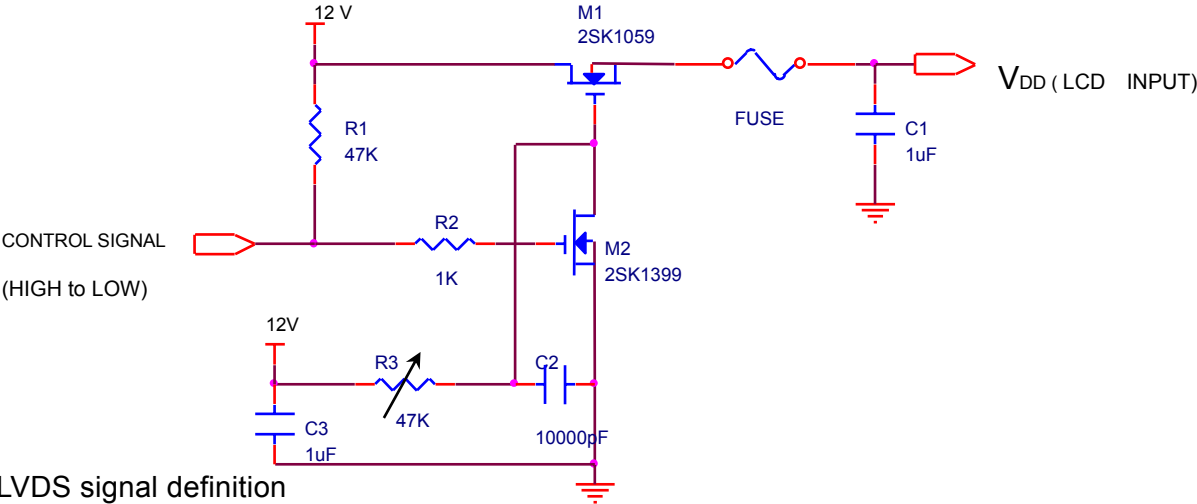 12 V
M1
2SK1059
VDD ( LCD INPUT)
FUSE
R1
47K
C1
1uF
CONTROL SIGNAL
(HIGH to LOW)
R2
1K
M2
2SK1399
12V
R3
47K
C2
10000pF
C3
1uF
LVDS signal definition